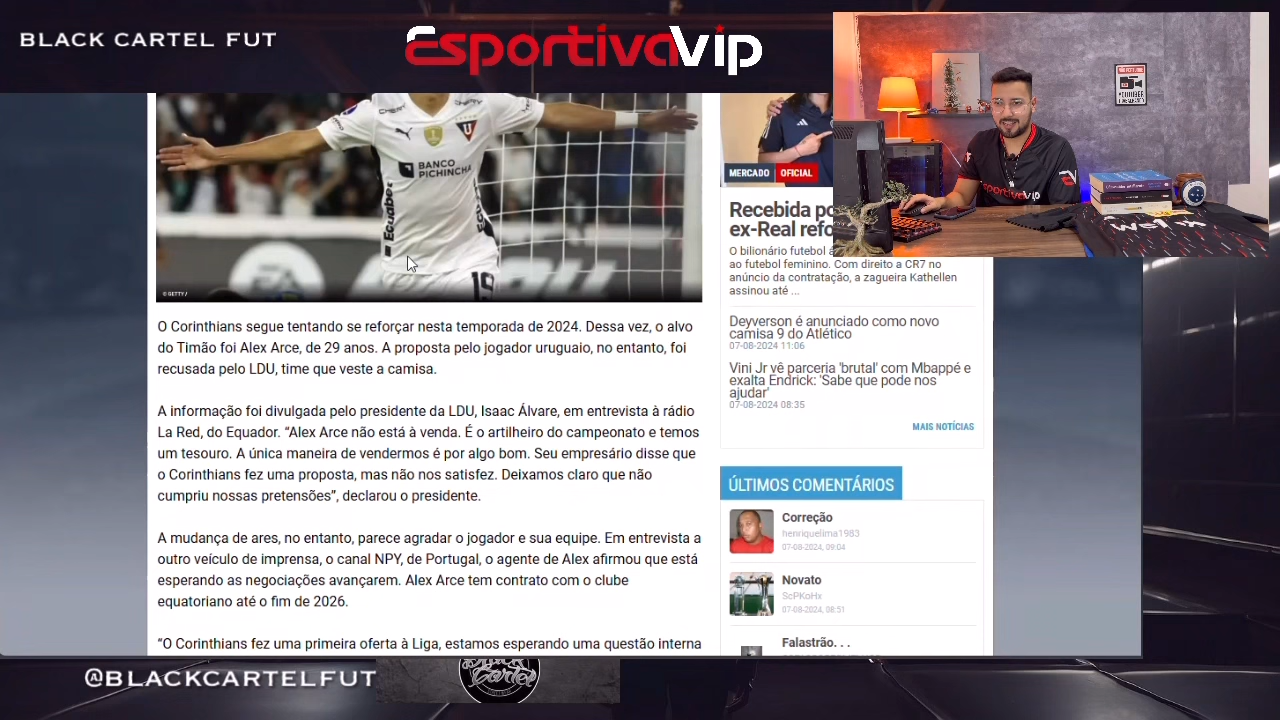 BLACK CARTEL FUT
EsportivaVip
BANCO
PICHINCHA
Ecuabet
19
© GETTY /
O Corinthians segue tentando se reforçar nesta temporada de 2024. Dessa vez, o alvo
do Timão foi Alex Arce, de 29 anos. A proposta pelo jogador uruguaio, no entanto, foi
recusada pelo LDU, time que veste a camisa.
A informação foi divulgada pelo presidente da LDU, Isaac Álvare, em entrevista à rádio
La Red, do Equador. “Alex Arce não está à venda. É o artilheiro do campeonato e temos
um tesouro. A única maneira de vendermos é por algo bom. Seu empresário disse que
o Corinthians fez uma proposta, mas não nos satisfez. Deixamos claro que não
cumpriu nossas pretensões”, declarou o presidente.
A mudança de ares, no entanto, parece agradar o jogador e sua equipe. Em entrevista a
outro veículo de imprensa, o canal NPY, de Portugal, o agente de Alex afirmou que está
esperando as negociações avançarem. Alex Arce tem contrato com o clube
equatoriano até o fim de 2026.
“O Corinthians fez uma primeira oferta à Liga, estamos esperando uma questão interna
MERCADO OFICIAL
Recebida po
ex-Real refo
O bilionário futebol á
ao futebol feminino. Com direito a CR7 no
anúncio da contratação, a zagueira Kathellen
assinou até ...
Deyverson é anunciado como novo
camisa 9 do Atlético
07-08-2024 11:06
Vini Jr vê parceria 'brutal' com Mbappé e
exalta Endrick: 'Sabe que pode nos
ajudar'
07-08-2024 08:35
MAIS NOTÍCIAS
ÚLTIMOS COMENTÁRIOS
Correção
henriquelima1983
07-08-2024, 09:04
Novato
ScPKoHx
07-08-2024, 08:51
Falastrão. . .
EsportivaVip
@BLACKCARTELFUT
Black
Cartel